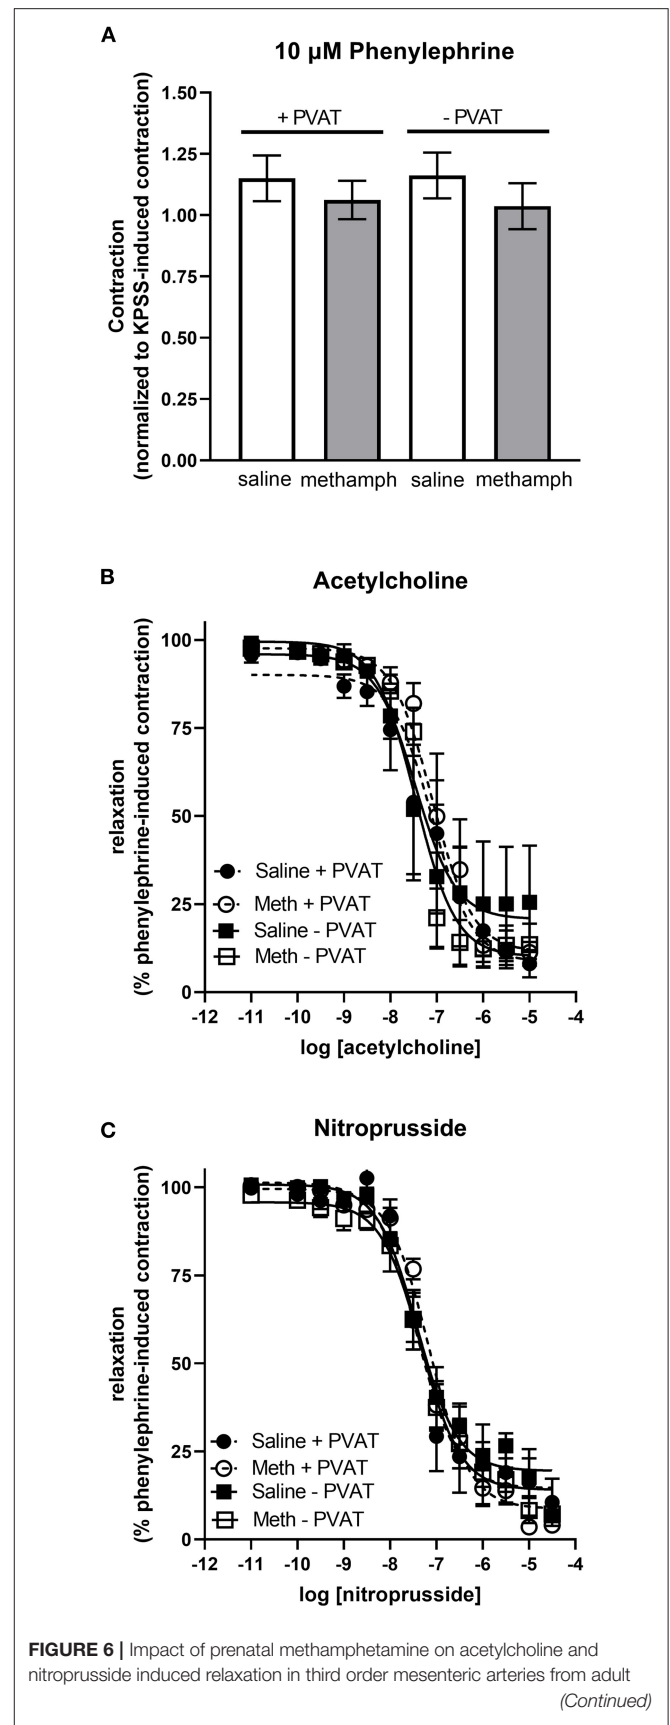 A
10 µM Phenylephrine
Contraction
(normalized to KPSS-induced contraction)
1.50
1.25
1.00
0.75
0.50
0.25
0.00
+ PVAT
- PVAT
saline methamph saline methamph
B
Acetylcholine
relaxation
(% phenylephrine-induced contraction)
100
75
50
25
0
Saline + PVAT
Meth + PVAT
Saline - PVAT
Meth - PVAT
-12 -11 -10 -9 -8 -7 -6 -5 -4
log [acetylcholine]
C
Nitroprusside
relaxation
(% phenylephrine-induced contraction)
100
75
50
25
0
Saline + PVAT
Meth + PVAT
Saline - PVAT
Meth - PVAT
-12 -11 -10 -9 -8 -7 -6 -5 -4
log [nitroprusside]
FIGURE 6 | Impact of prenatal methamphetamine on acetylcholine and
nitroprusside induced relaxation in third order mesenteric arteries from adult
(Continued)